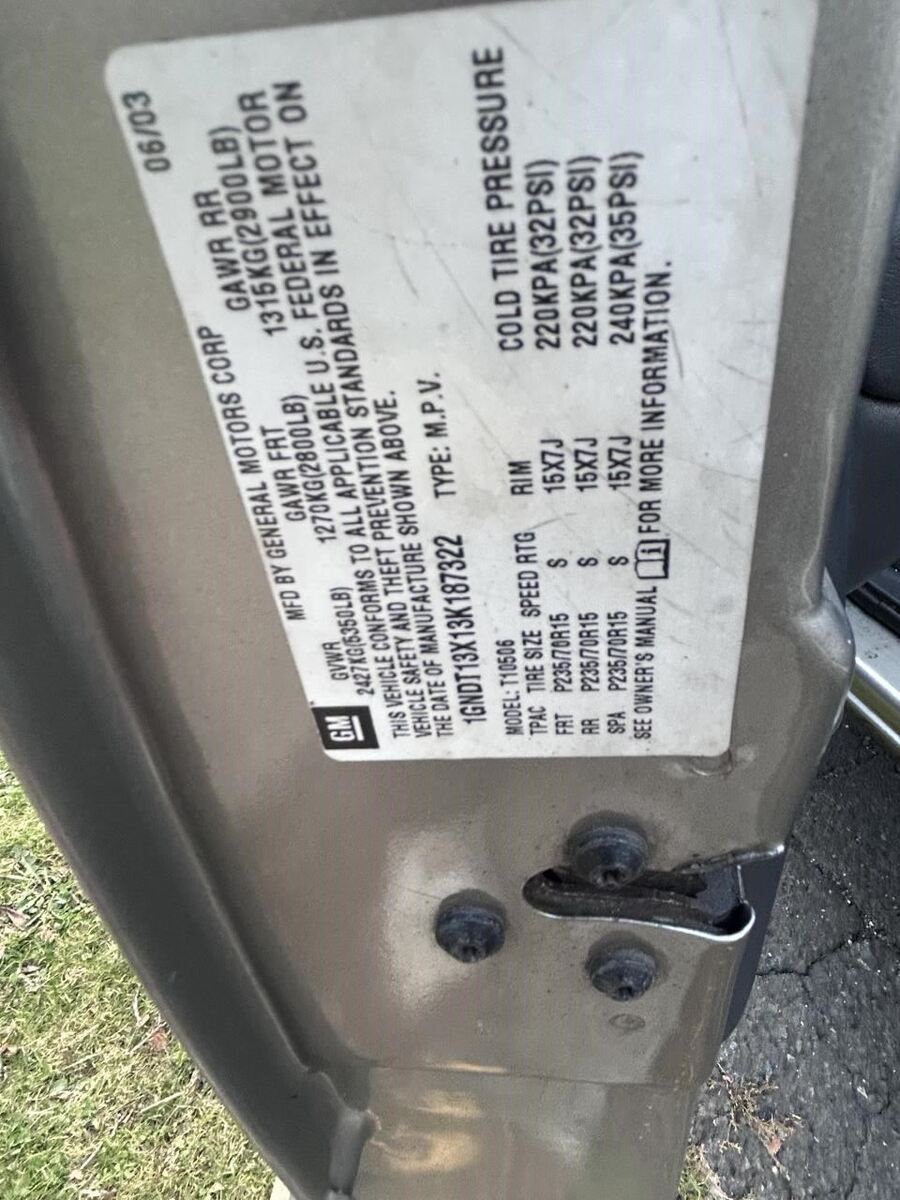 MFD BY GENERAL MOTORS CORP 06/03
GVWR GAWR FRT GAWR RR
2427KG(5350LB) 1270KG(2800LB) 1315KG(2900LB)
THIS VEHICLE CONFORMS TO ALL APPLICABLE U.S. FEDERAL MOTOR
VEHICLE SAFETY AND THEFT PREVENTION STANDARDS IN EFFECT ON
THE DATE OF MANUFACTURE SHOWN ABOVE.
GM
1GNDT13X13K187322 TYPE: M.P.V.
MODEL: T10506
TPAC TIRE SIZE SPEED RTG RIM COLD TIRE PRESSURE
FRT P235/70R15 S 15X7J 220KPA(32PSI)
RR P235/70R15 S 15X7J 220KPA(32PSI)
SPA P235/70R15 S 15X7J 240KPA(35PSI)
SEE OWNER'S MANUAL FOR MORE INFORMATION.